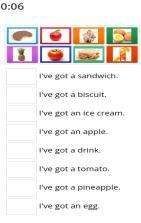 0:06
I've got a sandwich.
I've got a biscuit.
I've got an ice cream.
I've got an apple.
I've got a drink.
I've got a tomato.
I've got a pineapple.
I've got an egg.